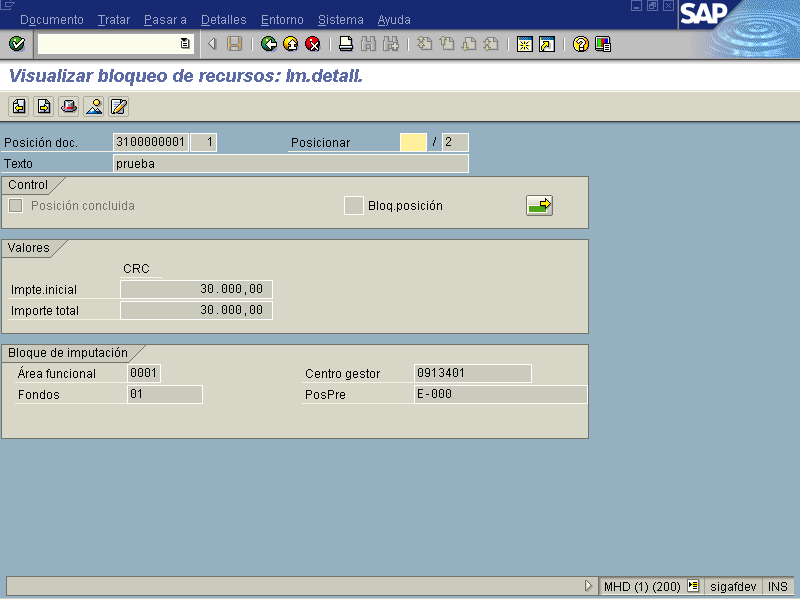 Documento Tratar Pasar a Detalles Entorno Sistema Ayuda
SAP
Visualizar bloqueo de recursos: Im.detall.
Posición doc. 3100000001 1 Posicionar / 2
Texto prueba
Control
Posición concluida Bloq.posición
Valores
CRC
Impte.inicial 30.000,00
Importe total 30.000,00
Bloque de imputación
Área funcional 0001 Centro gestor 0913401
Fondos 01 PosPre E-000
MHD (1) (200) sigafdev INS